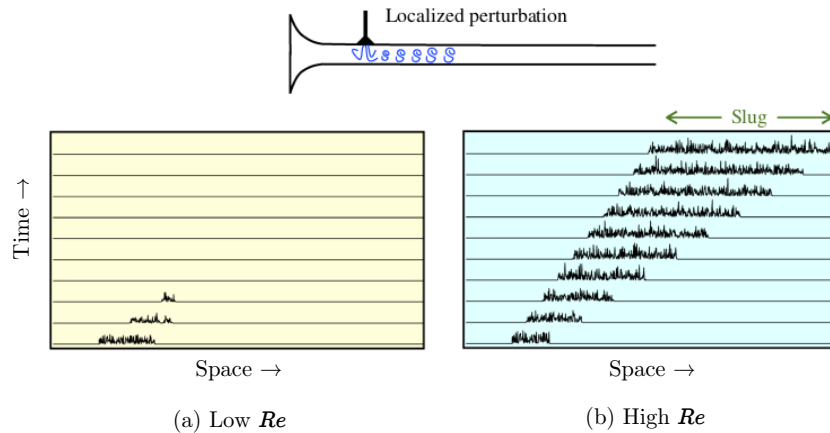 Localized perturbation
Slug
Time →
Space →
Space →
(a) Low Re
(b) High Re